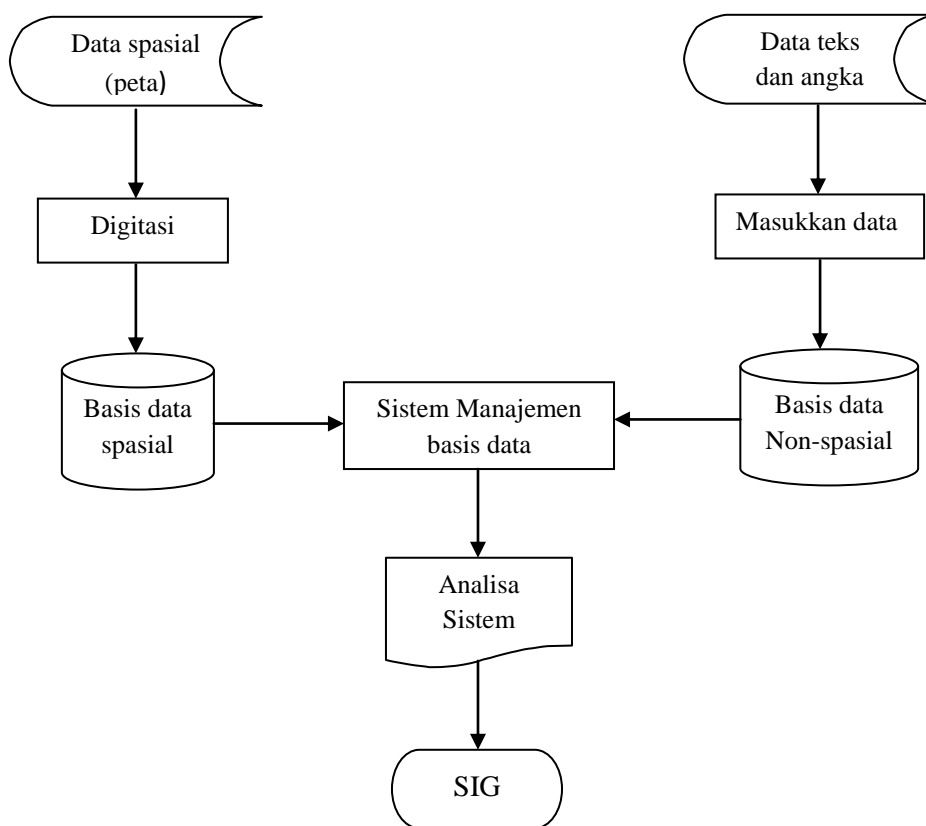 Data spasial
(peta)
Data teks
dan angka
Digitasi
Masukkan data
Basis data
spasial
Sistem Manajemen
basis data
Basis data
Non-spasial
Analisa
Sistem
SIG